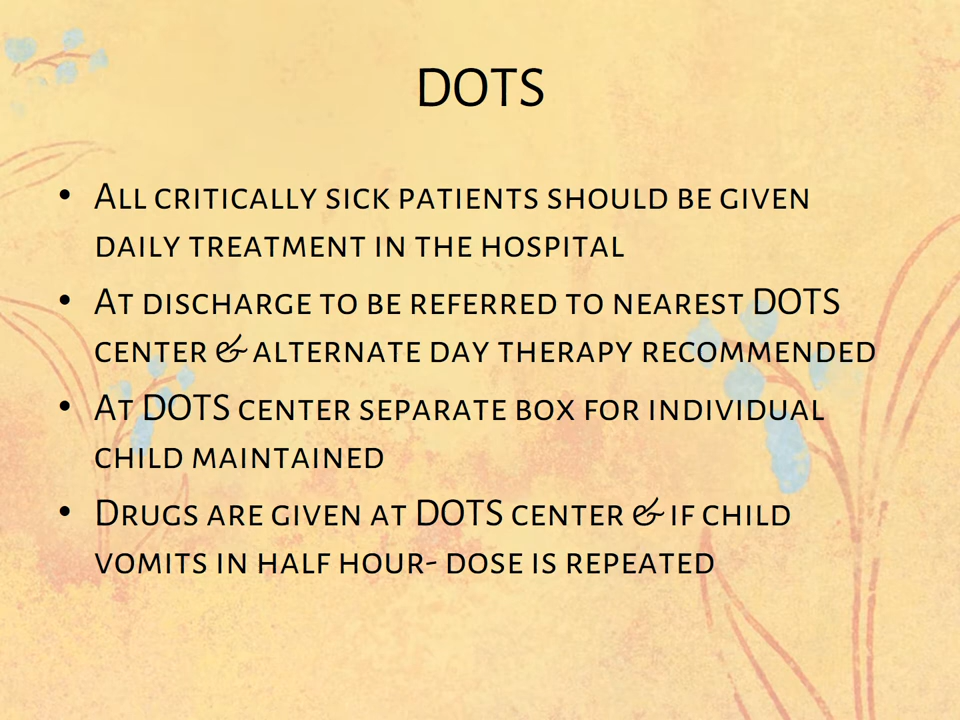 DOTS
• All critically sick patients should be given
daily treatment in the hospital
• At discharge to be referred to nearest DOTS
center & alternate day therapy recommended
• At DOTS center separate box for individual
child maintained
• Drugs are given at DOTS center & if child
vomits in half hour- dose is repeated